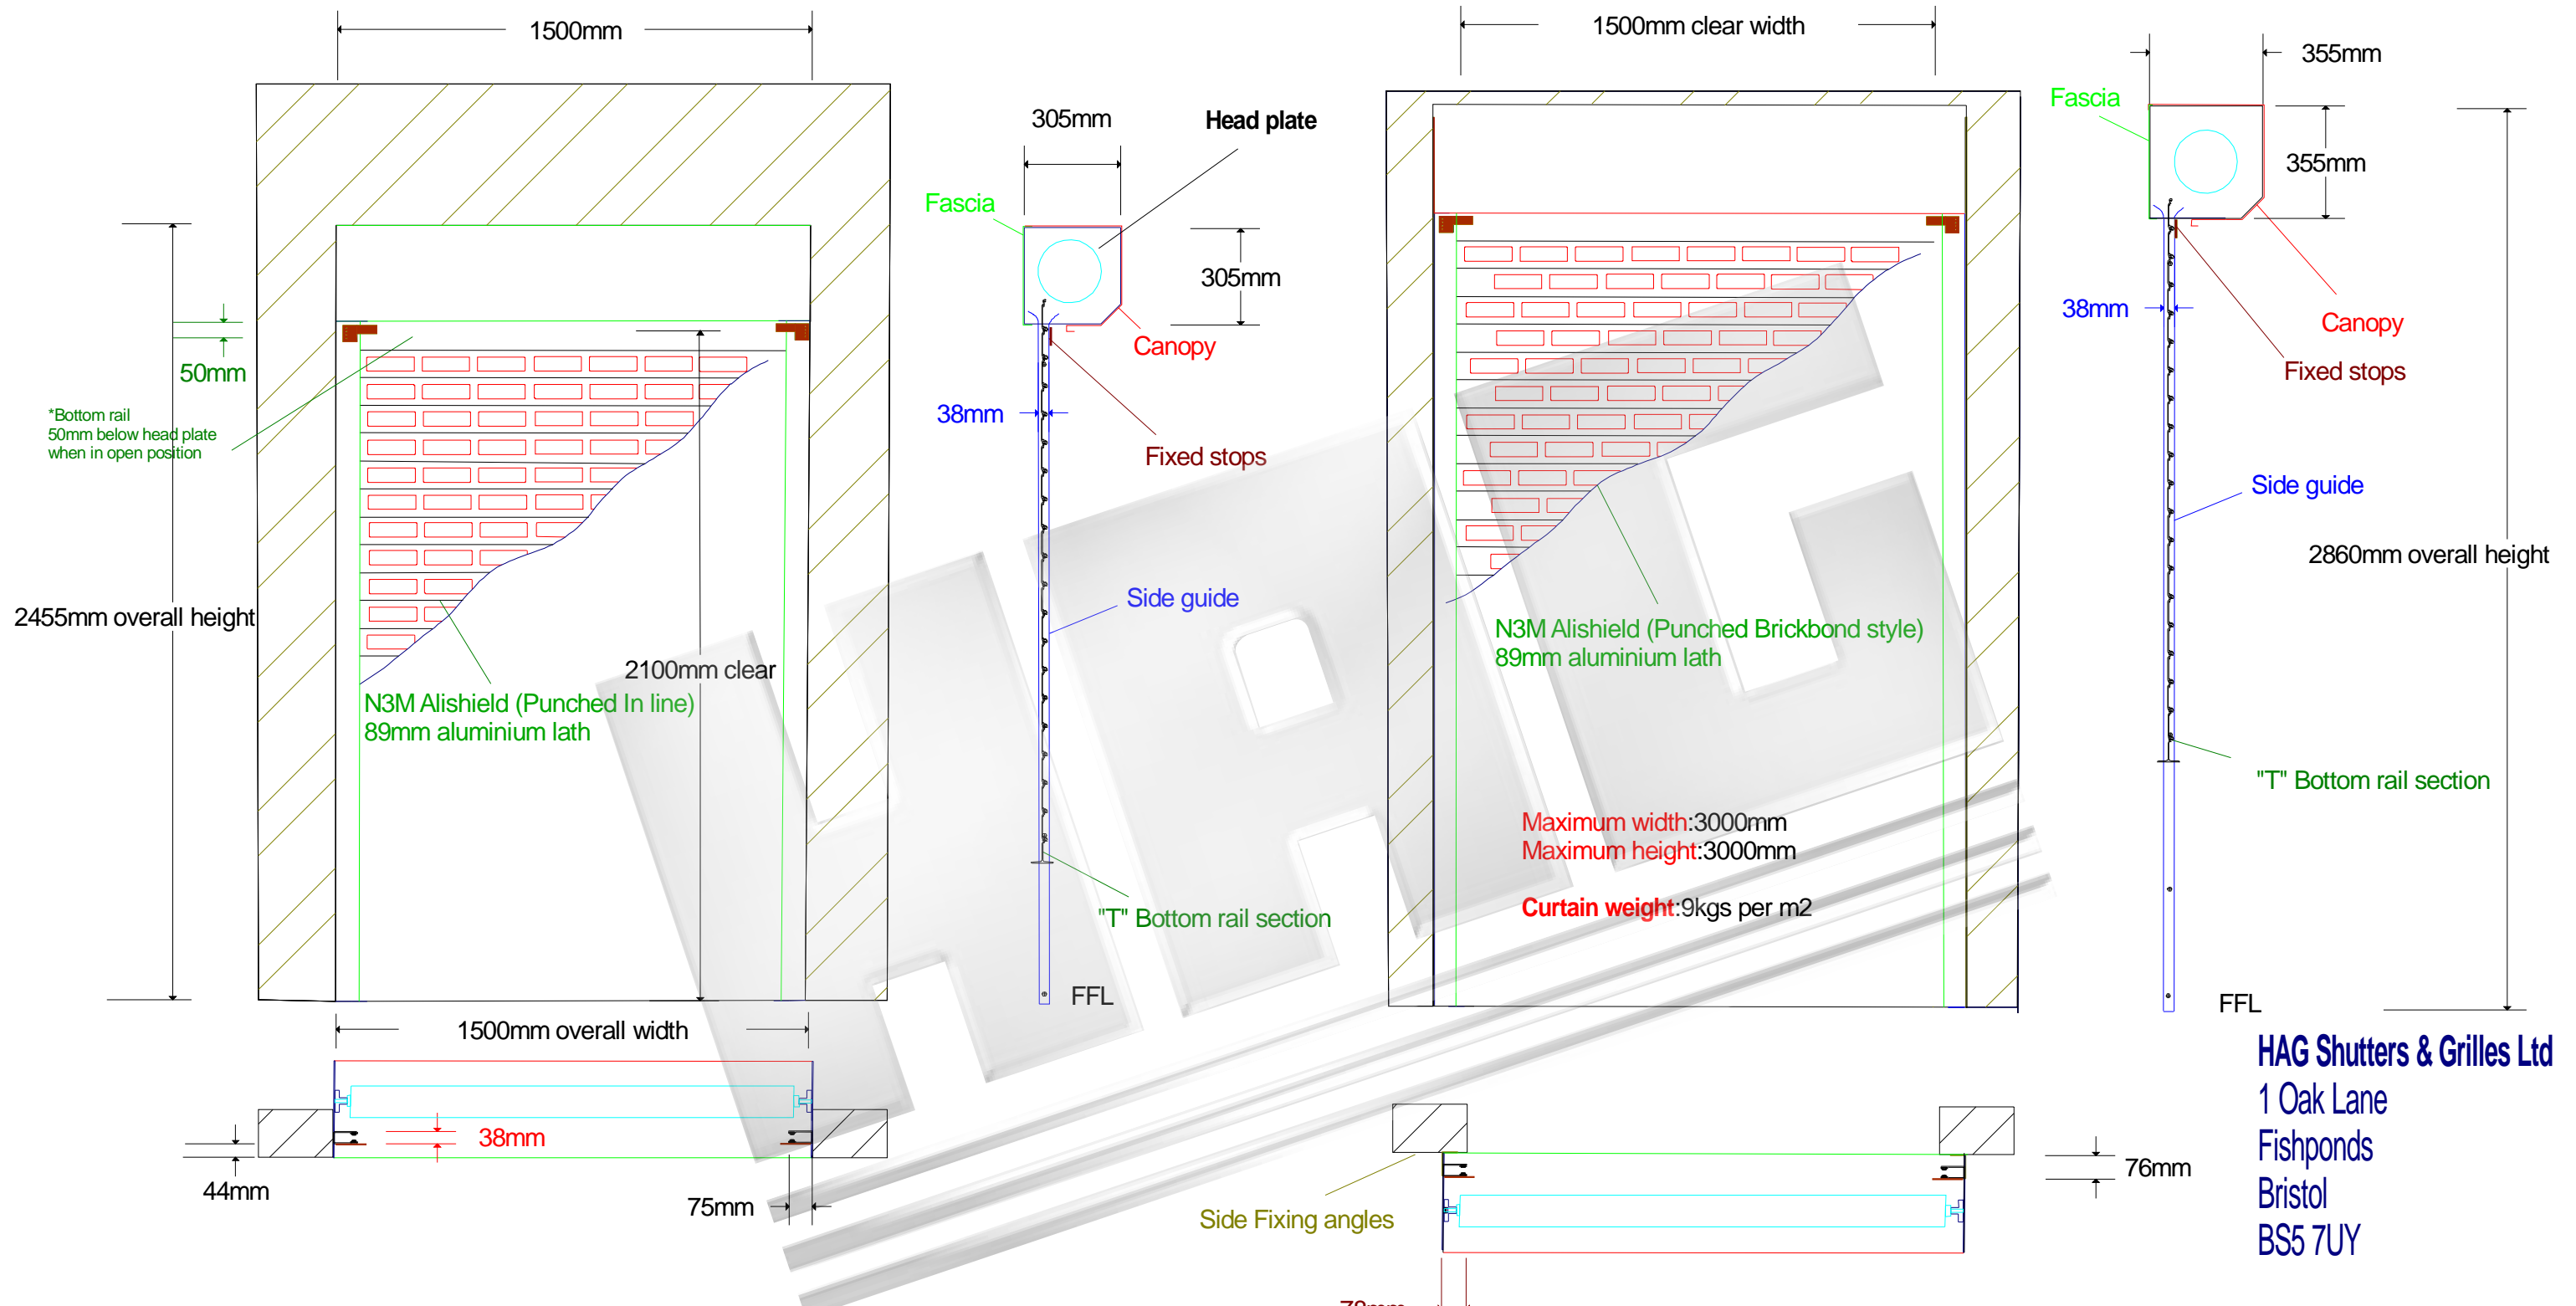 1500mm
1500mm clear width
355mm
Fascia
305mm
Head plate
355mm
Fascia
305mm
38mm
Canopy
Canopy
50mm
Fixed stops
*Bottom rail
50mm below head plate
when in open position
38mm
Fixed stops
Side guide
2860mm overall height
Side guide
2455mm overall height
N3M Alishield (Punched Brickbond style)
89mm aluminium lath
2100mm clear
N3M Alishield (Punched In line)
89mm aluminium lath
"T" Bottom rail section
Maximum width:3000mm
Maximum height:3000mm
Curtain weight:9kgs per m2
"T" Bottom rail section
FFL
FFL
1500mm overall width
HAG Shutters & Grilles Ltd
1 Oak Lane
Fishponds
Bristol
BS5 7UY
38mm
76mm
44mm
75mm
Side Fixing angles
HAG